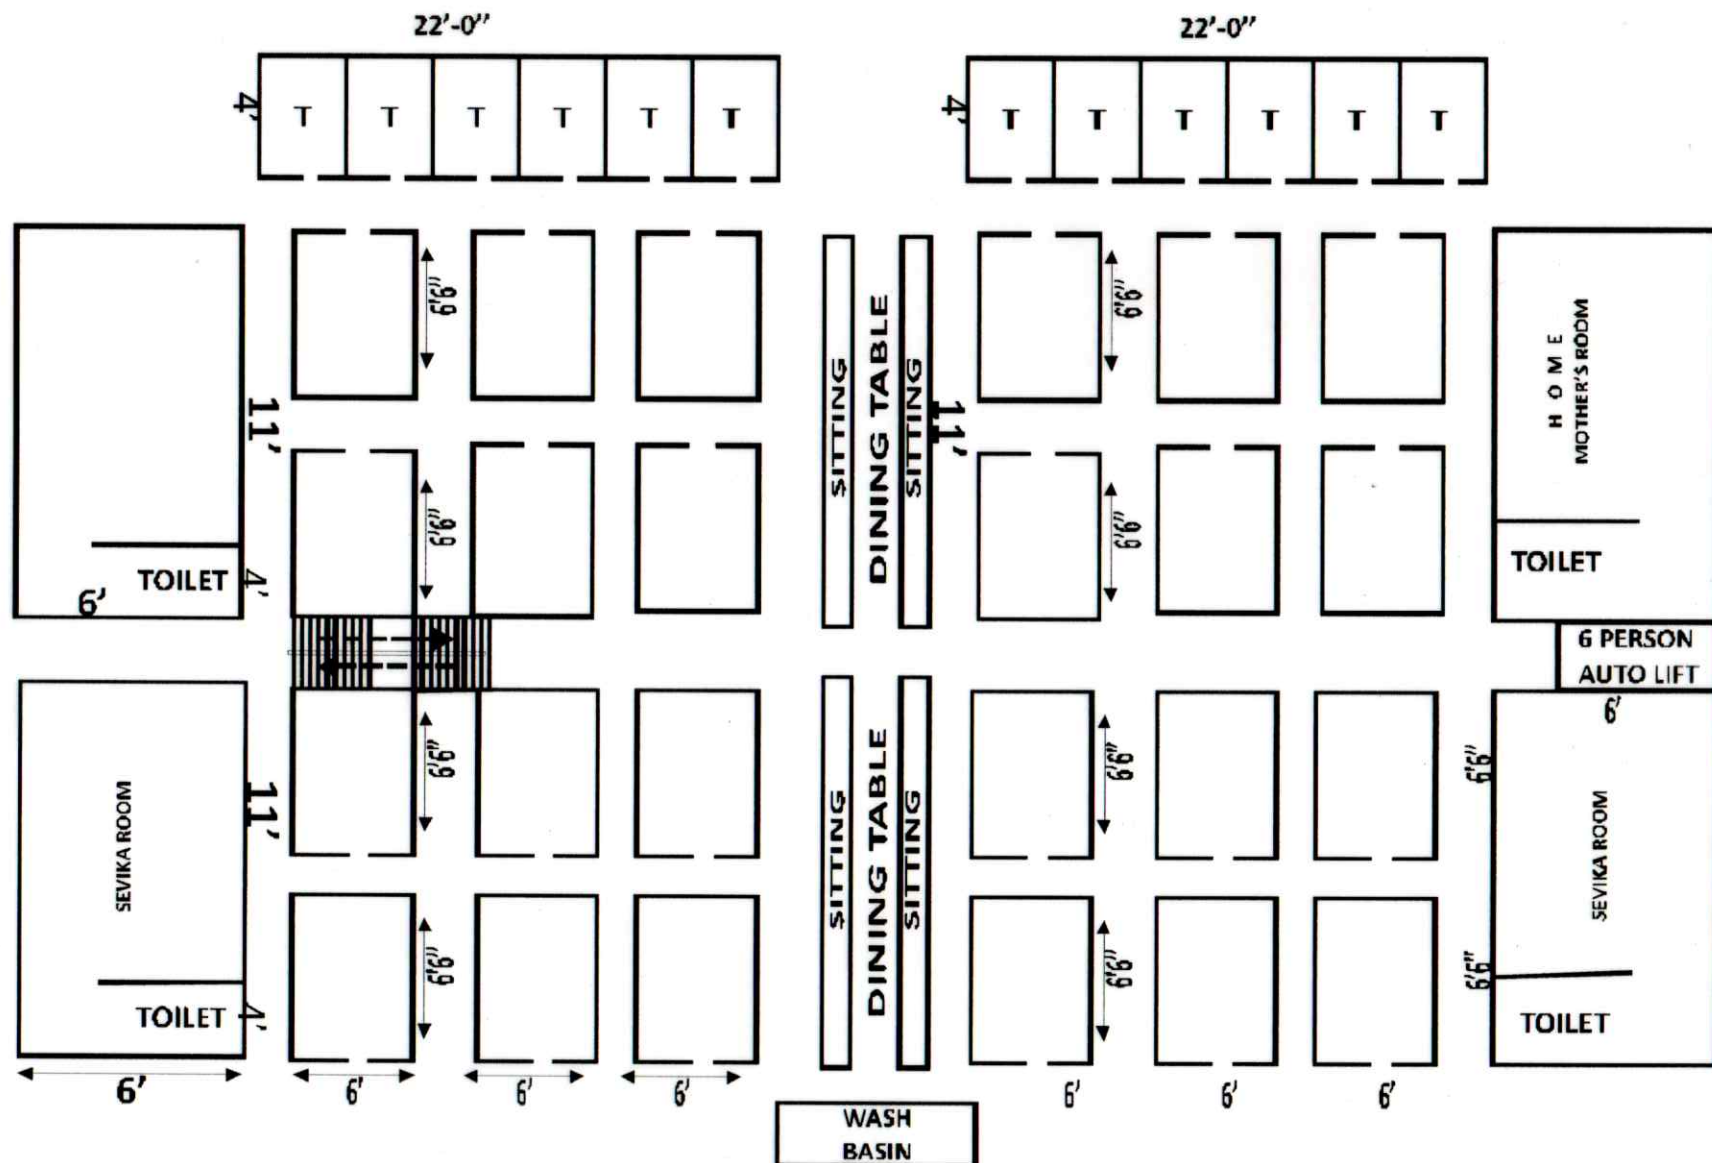 22'-0"
22'-0"
4'
T T T T T T
4'
T T T T T T
6'6"
6'6"
11'
SITTING
DINING TABLE
SITTING
11'
HOME
MOTHER'S ROOM
6'6"
6'6"
TOILET
4'
6'
TOILET
6 PERSON
AUTO LIFT
6'
SEVIKA ROOM
11'
6'6"
SITTING
DINING TABLE
SITTING
6'6"
6'6"
SEVIKA ROOM
6'6"
6'6"
6'6"
TOILET
4'
TOILET
6'
6'
6'
6'
6'
6'
6'
WASH
BASIN